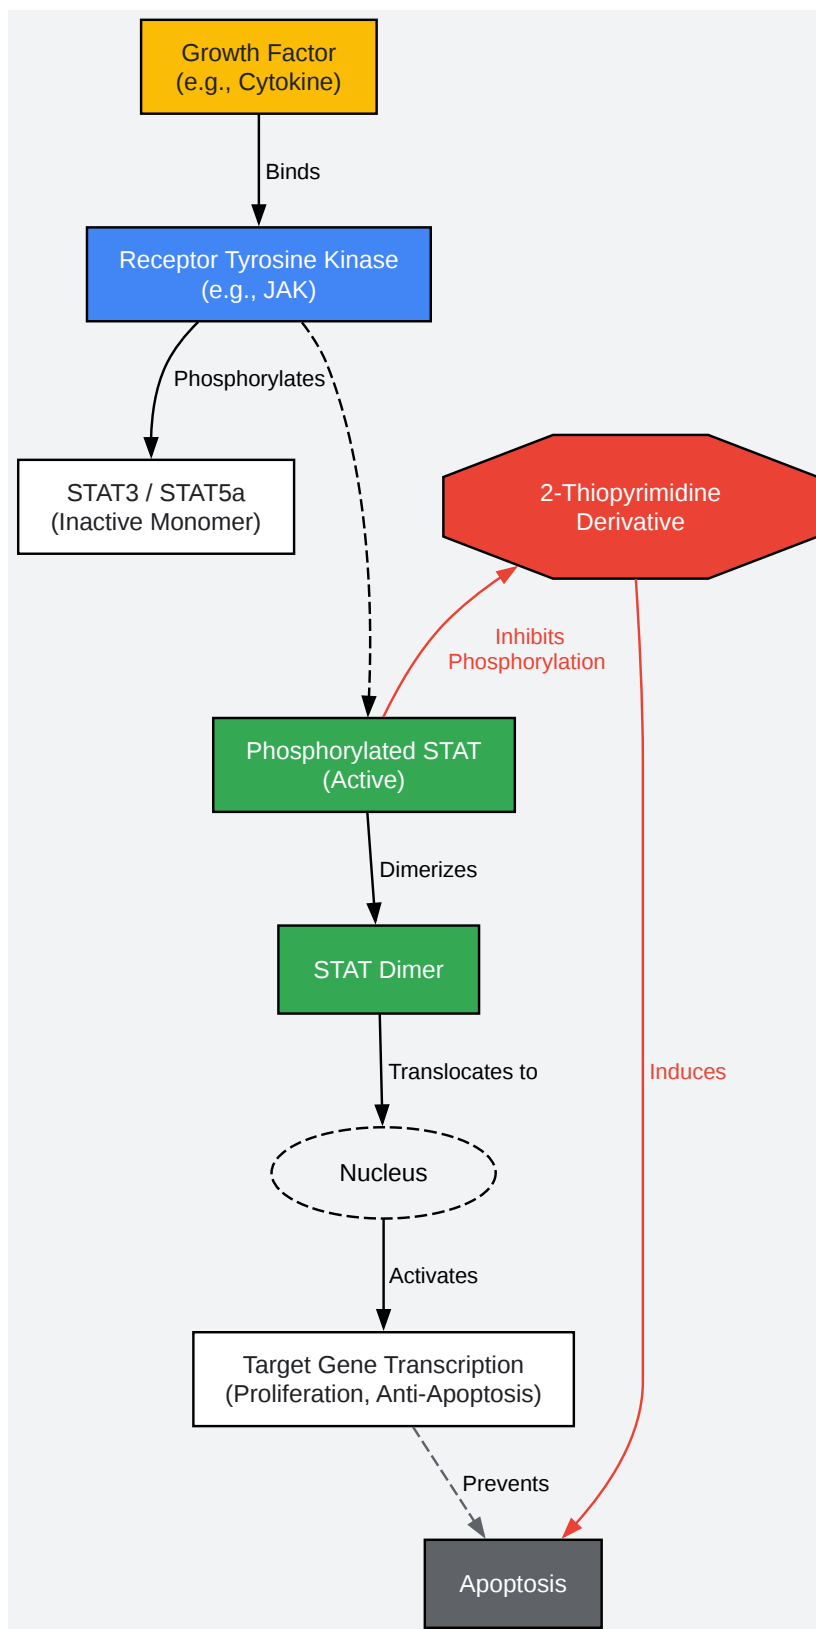 Growth Factor
(e.g., Cytokine)
Binds
Receptor Tyrosine Kinase
(e.g., JAK)
Phosphorylates
STAT3 / STAT5a
(Inactive Monomer)
2-Thiopyrimidine
Derivative
Inhibits
Phosphorylation
Phosphorylated STAT
(Active)
Dimerizes
STAT Dimer
Translocates to
Induces
Nucleus
Activates
Target Gene Transcription
(Proliferation, Anti-Apoptosis)
Prevents
Apoptosis